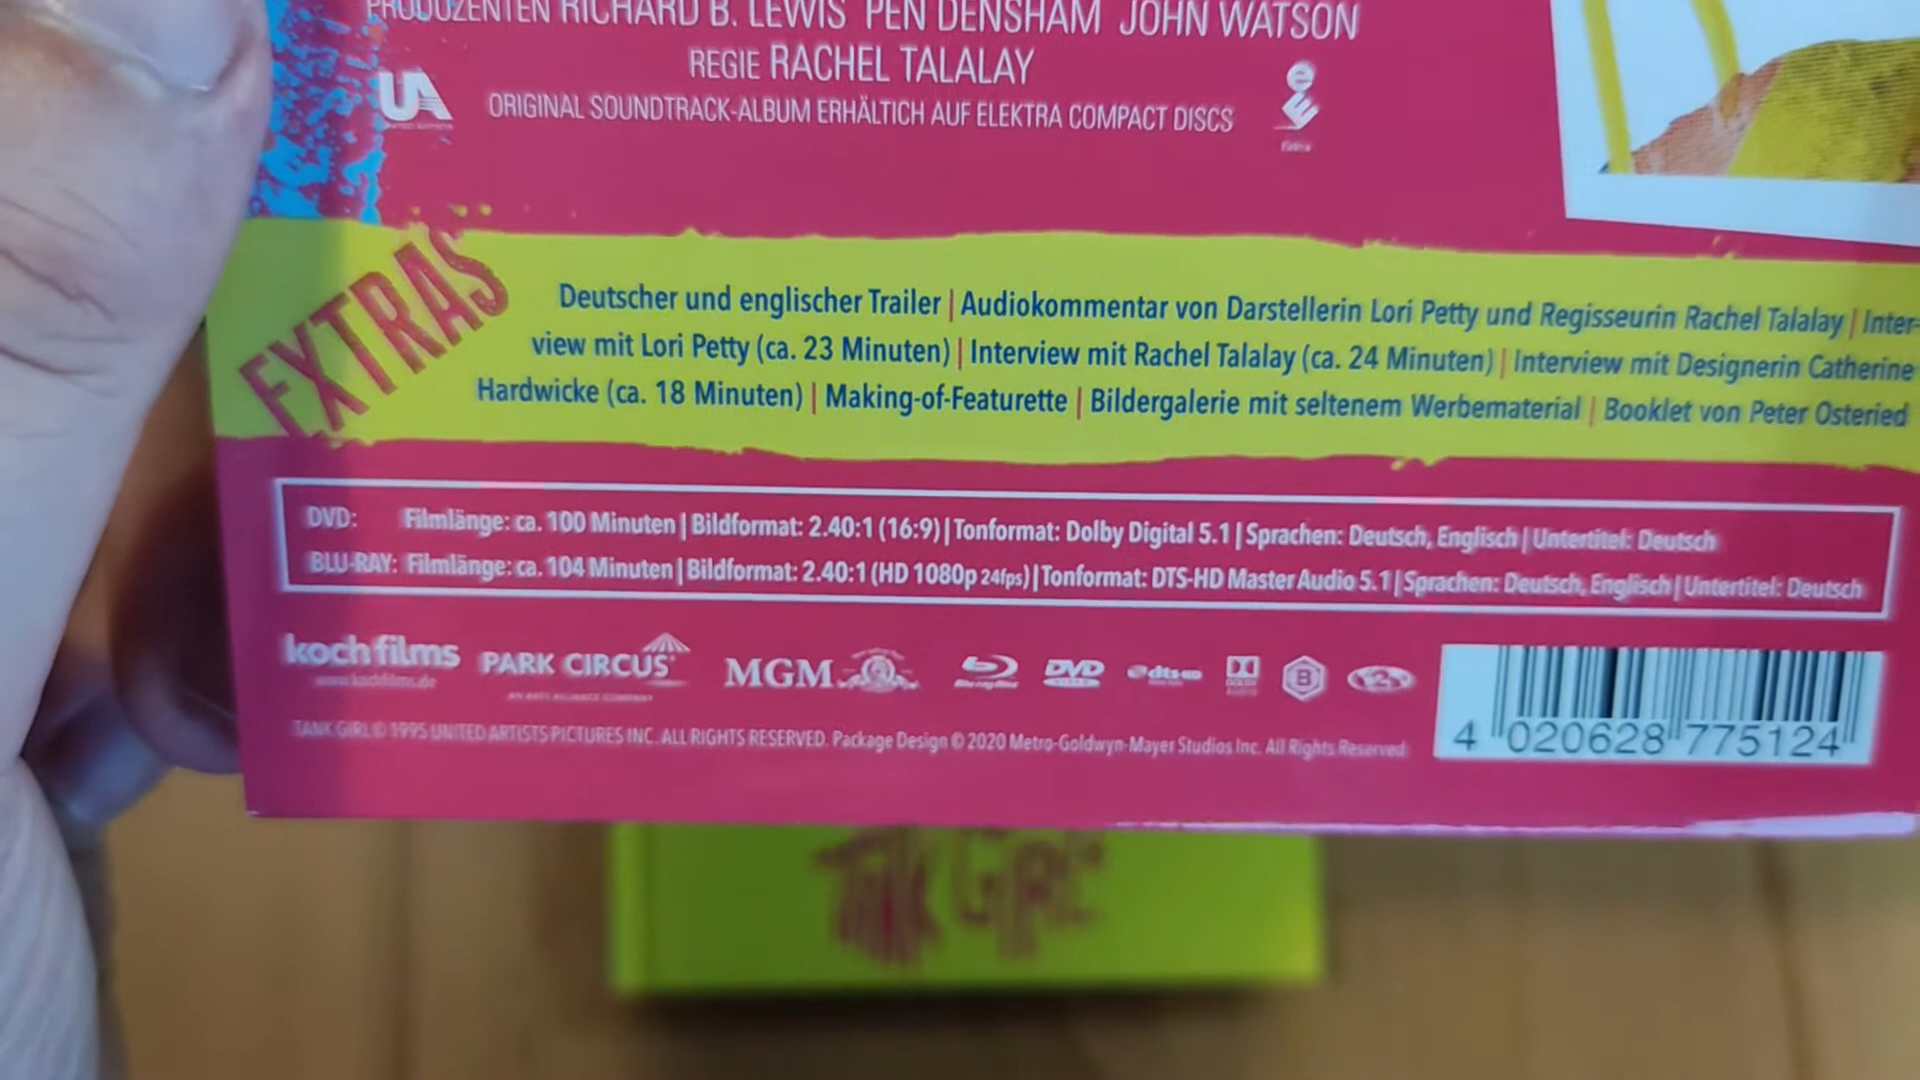 PRODUZENTEN RICHARD B. LEWIS PEN DENSHAM JOHN WATSON
REGIE RACHEL TALALAY
UA
UNITED ARTISTS
ORIGINAL SOUNDTRACK-ALBUM ERHÄLTICH AUF ELEKTRA COMPACT DISCS
EXTRAS
Deutscher und englischer Trailer | Audiokommentar von Darstellerin Lori Petty und Regisseurin Rachel Talalay | Inter-
view mit Lori Petty (ca. 23 Minuten) | Interview mit Rachel Talalay (ca. 24 Minuten) | Interview mit Designerin Catherine
Hardwicke (ca. 18 Minuten) | Making-of-Featurette | Bildergalerie mit seltenem Werbematerial | Booklet von Peter Osteried
DVD: Filmlänge: ca. 100 Minuten | Bildformat: 2.40:1 (16:9) | Tonformat: Dolby Digital 5.1 | Sprachen: Deutsch, Englisch | Untertitel: Deutsch
BLU-RAY: Filmlänge: ca. 104 Minuten | Bildformat: 2.40:1 (HD 1080p 24fps) | Tonformat: DTS-HD Master Audio 5.1 | Sprachen: Deutsch, Englisch | Untertitel: Deutsch
koch films PARK CIRCUS MGM Blu-ray Disc DVD VIDEO dts-HD DOLBY AUDIO B 2
www.kochfilms.de AN ARTS ALLIANCE COMPANY
TANK GIRL © 1995 UNITED ARTISTS PICTURES INC. ALL RIGHTS RESERVED. Package Design © 2020 Metro-Goldwyn-Mayer Studios Inc. All Rights Reserved
4 020628 775124
TANK GIRL